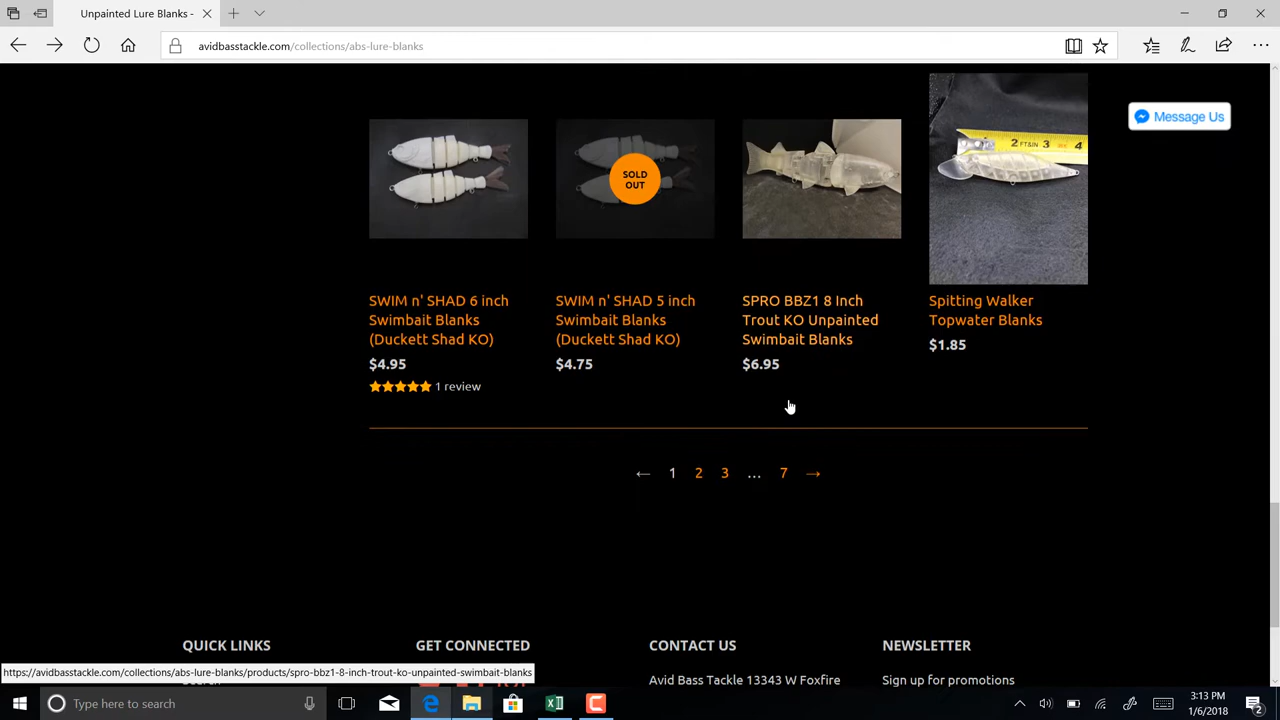 Unpainted Lure Blanks -
avidbasstackle.com/collections/abs-lure-blanks
Message Us
SOLD
OUT
2 FT&IN 3 4
SWIM n' SHAD 6 inch
Swimbait Blanks
(Duckett Shad KO)
$4.95
1 review
SWIM n' SHAD 5 inch
Swimbait Blanks
(Duckett Shad KO)
$4.75
SPRO BBZ1 8 Inch
Trout KO Unpainted
Swimbait Blanks
$6.95
Spitting Walker
Topwater Blanks
$1.85
← 1 2 3 … 7 →
QUICK LINKS
GET CONNECTED
CONTACT US
NEWSLETTER
Avid Bass Tackle 13343 W Foxfire
Sign up for promotions
https://avidbasstackle.com/collections/abs-lure-blanks/products/spro-bbz1-8-inch-trout-ko-unpainted-swimbait-blanks
Type here to search
3:13 PM
1/6/2018
2